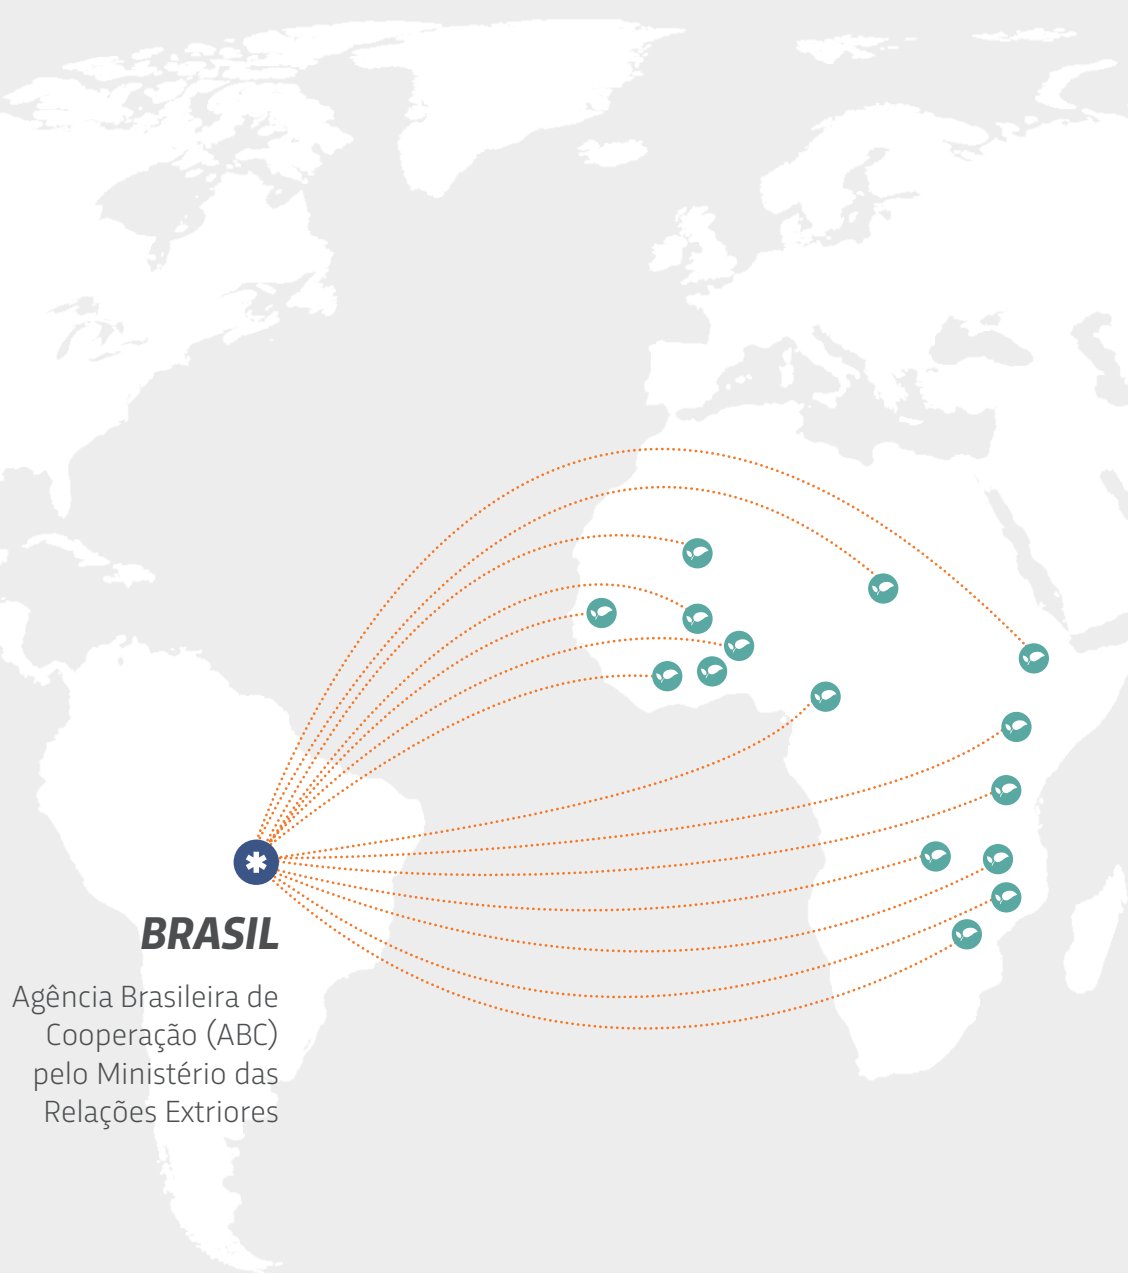 BRASIL
Agência Brasileira de
Cooperação (ABC)
pelo Ministério das
Relações Extriores